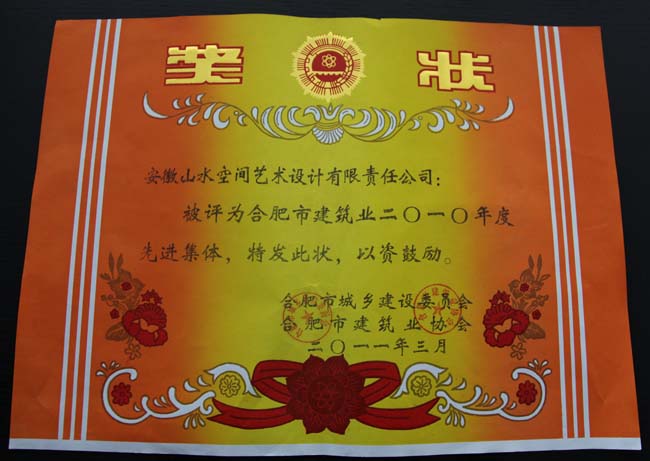 奖 状
安徽山水空间艺术设计有限责任公司：
被评为合肥市建筑业二〇一〇年度
先进集体，特发此状，以资鼓励。
合肥市城乡建设委员会
合肥市建筑业协会
二〇一一年三月